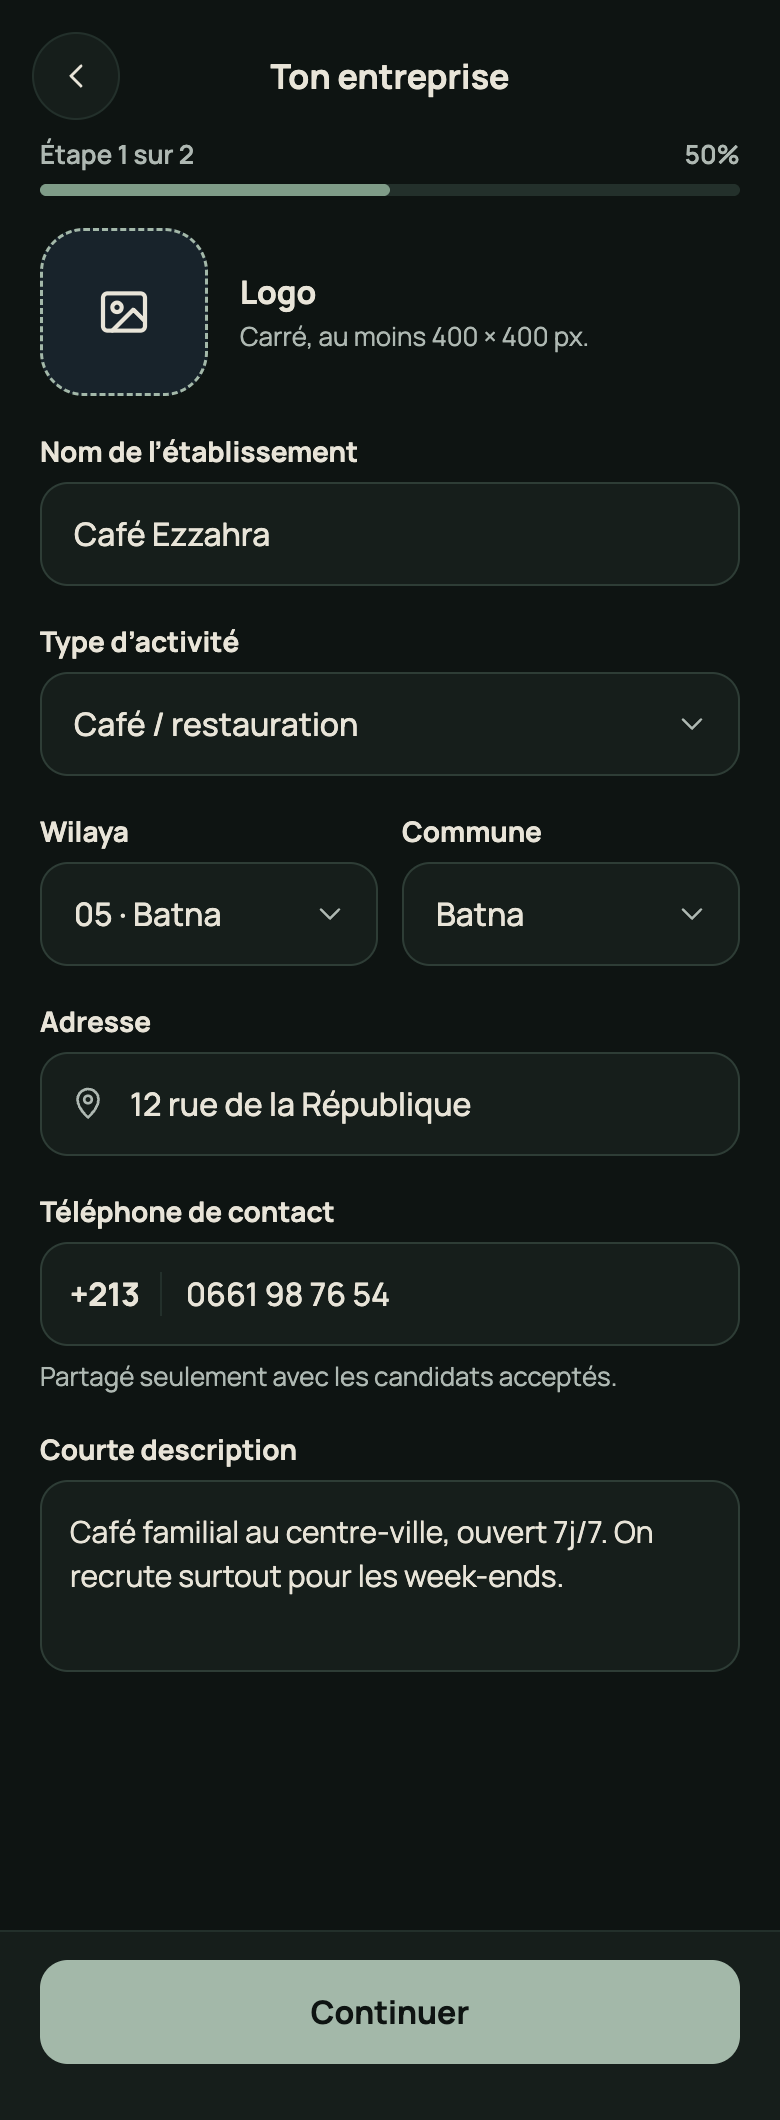 Ton entreprise
Étape 1 sur 2 50%
Logo
Carré, au moins 400 × 400 px.
Nom de l’établissement
Café Ezzahra
Type d’activité
Café / restauration
Wilaya Commune
05 · Batna Batna
Adresse
12 rue de la République
Téléphone de contact
+213 0661 98 76 54
Partagé seulement avec les candidats acceptés.
Courte description
Café familial au centre-ville, ouvert 7j/7. On
recrute surtout pour les week-ends.
Continuer